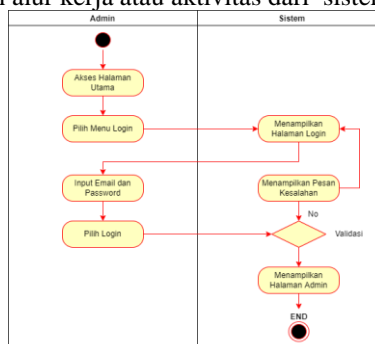 alur kerja atau aktivitas dari sistem
Admin
Sistem
Akses Halaman
Utama
Pilih Menu Login
Menampilkan
Halaman Login
Input Email dan
Password
Menampilkan Pesan
Kesalahan
No
Pilih Login
Validasi
Menampilkan
Halaman Admin
END